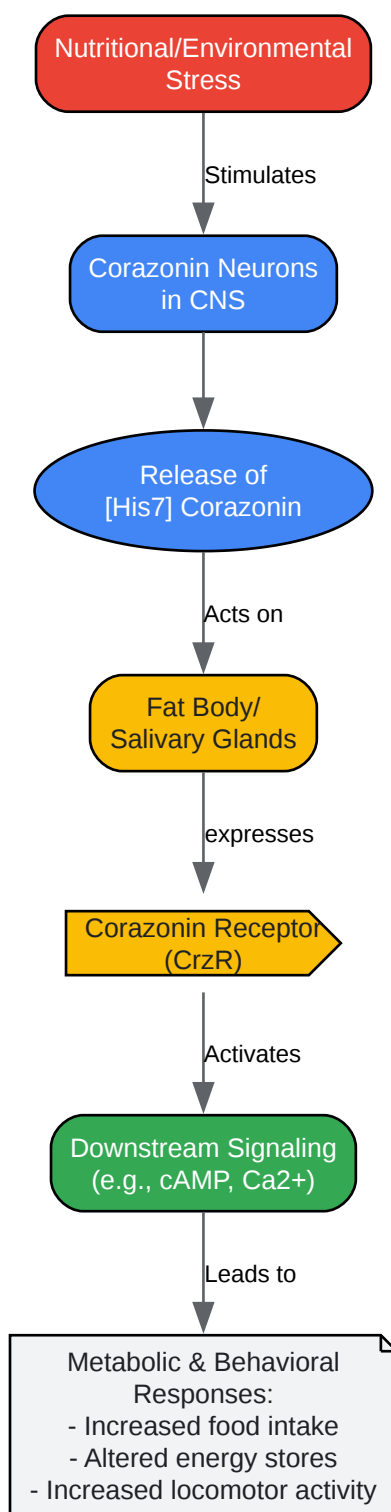 Nutritional/Environmental
Stress
Stimulates
Corazonin Neurons
in CNS
Release of
[His7] Corazonin
Acts on
Fat Body/
Salivary Glands
expresses
Corazonin Receptor
(CrzR)
Activates
Downstream Signaling
(e.g., cAMP, Ca2+)
Leads to
Metabolic & Behavioral
Responses:
- Increased food intake
- Altered energy stores
- Increased locomotor activity